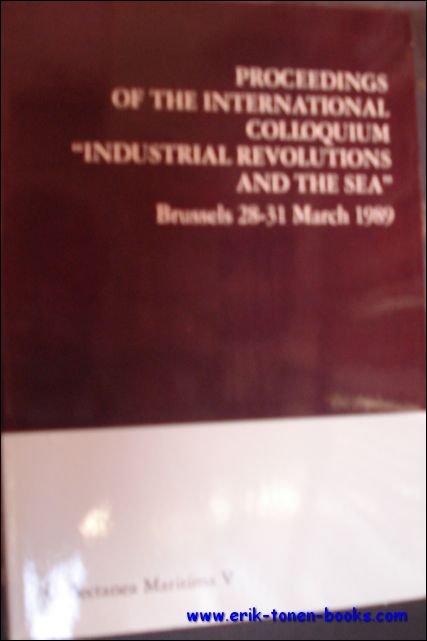 PROCEEDINGS
OF THE INTERNATIONAL
COLLOQUIUM
"INDUSTRIAL REVOLUTIONS
AND THE SEA"
Brussels 28-31 March 1989
Collectanea Maritima V
www.erik-tonen-books.com